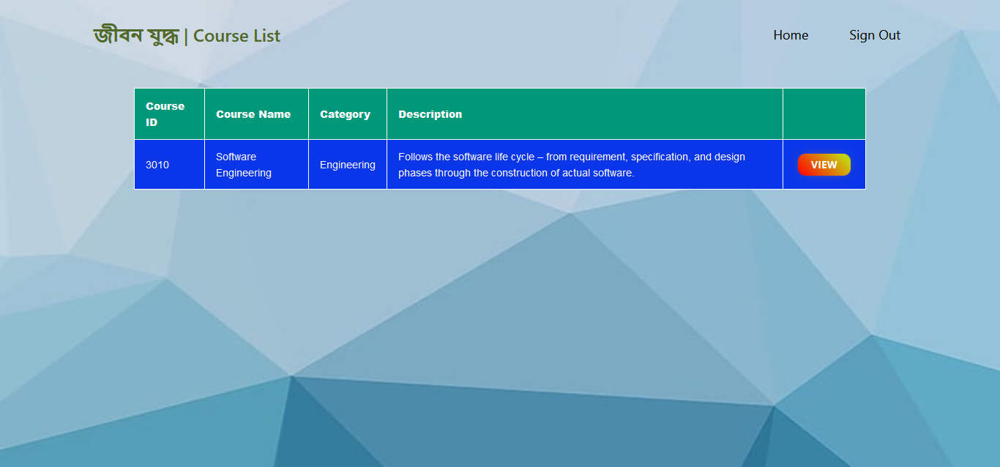 জীবন যুদ্ধ | Course List
Home
Sign Out
Course
ID
Course Name
Category
Description
3010
Software
Engineering
Engineering
Follows the software life cycle – from requirement, specification, and design
phases through the construction of actual software.
VIEW